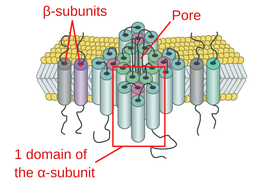 β-subunits
Pore
1 domain of
the α-subunit